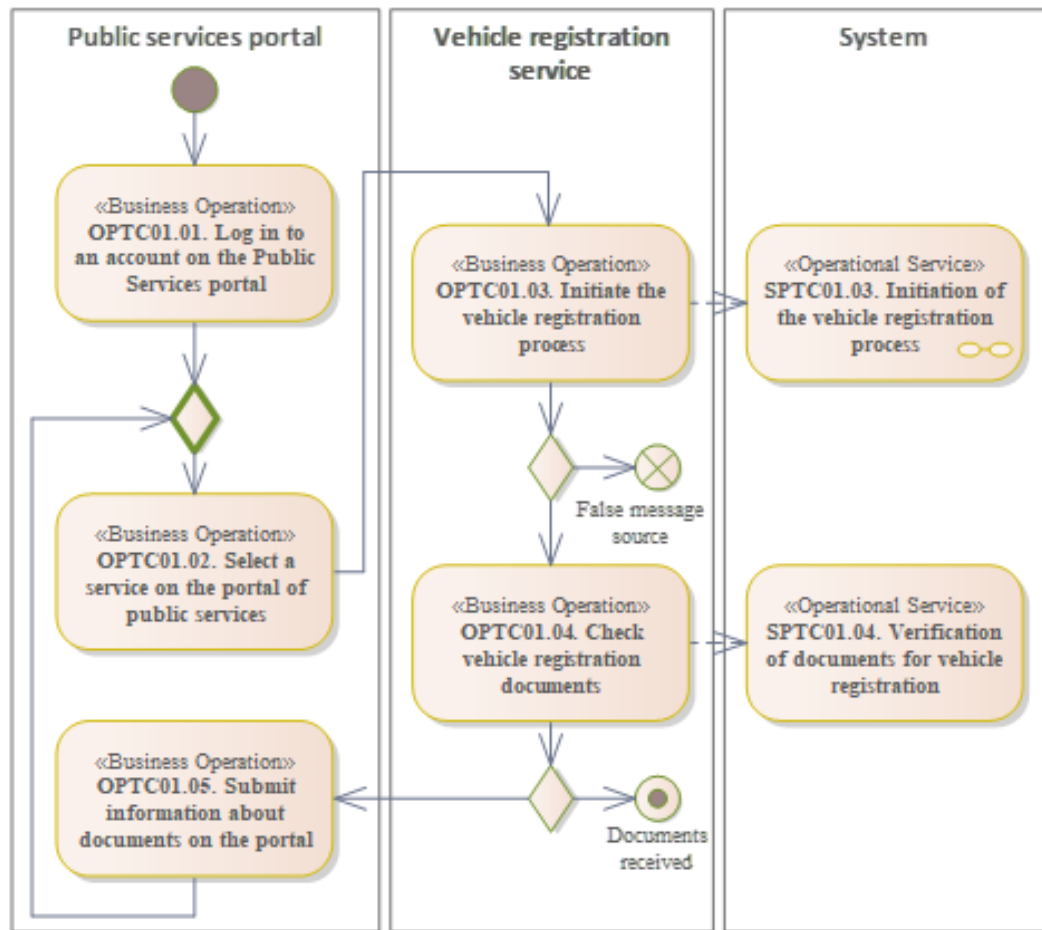 Public services portal
Vehicle registration
service
System
«Business Operation»
OPTC01.01. Log in to
an account on the Public
Services portal
«Business Operation»
OPTC01.03. Initiate the
vehicle registration
process
«Operational Service»
SPTC01.03. Initiation of
the vehicle registration
process
False message
source
«Business Operation»
OPTC01.02. Select a
service on the portal of
public services
«Business Operation»
OPTC01.04. Check
vehicle registration
documents
«Operational Service»
SPTC01.04. Verification
of documents for vehicle
registration
«Business Operation»
OPTC01.05. Submit
information about
documents on the portal
Documents
received